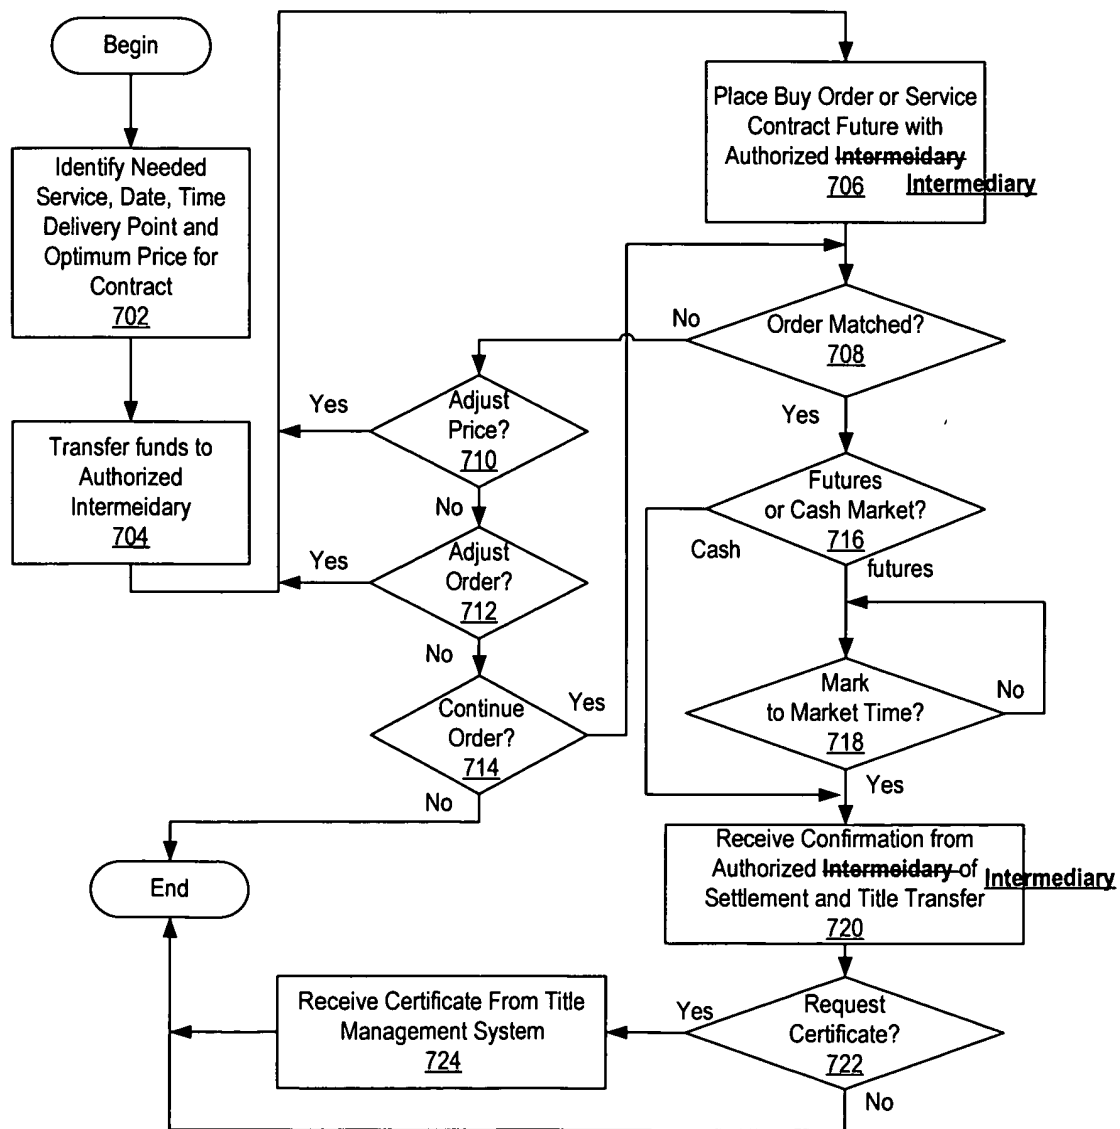 Begin
Identify Needed
Service, Date, Time
Delivery Point and
Optimum Price for
Contract
702
Transfer funds to
Authorized
Intermeidary
704
Place Buy Order or Service
Contract Future with
Authorized Intermeidary
706 Intermediary
Order Matched?
708
No
Yes
Adjust
Price?
710
Yes
No
Adjust
Order?
712
Yes
No
Continue
Order?
714
Yes
No
End
Futures
or Cash Market?
716
Cash
futures
Mark
to Market Time?
718
No
Yes
Receive Confirmation from
Authorized Intermeidary of Intermediary
Settlement and Title Transfer
720
Request
Certificate?
722
Yes
No
Receive Certificate From Title
Management System
724